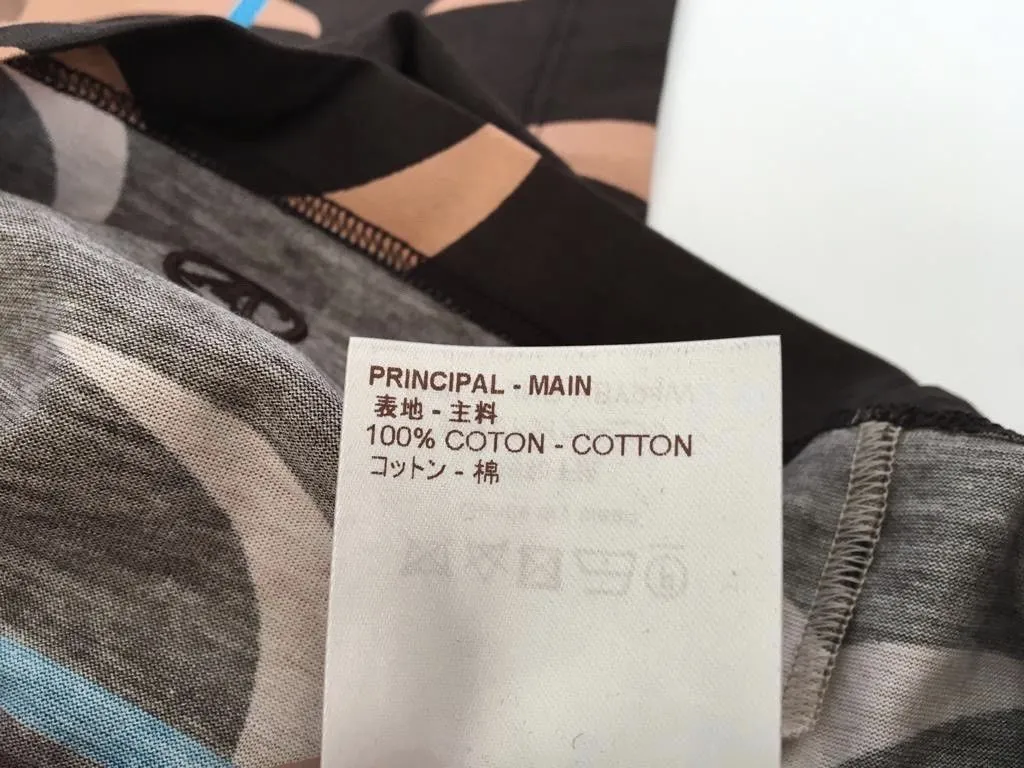 PRINCIPAL - MAIN
表地 - 主料
100% COTON - COTTON
コットン - 棉